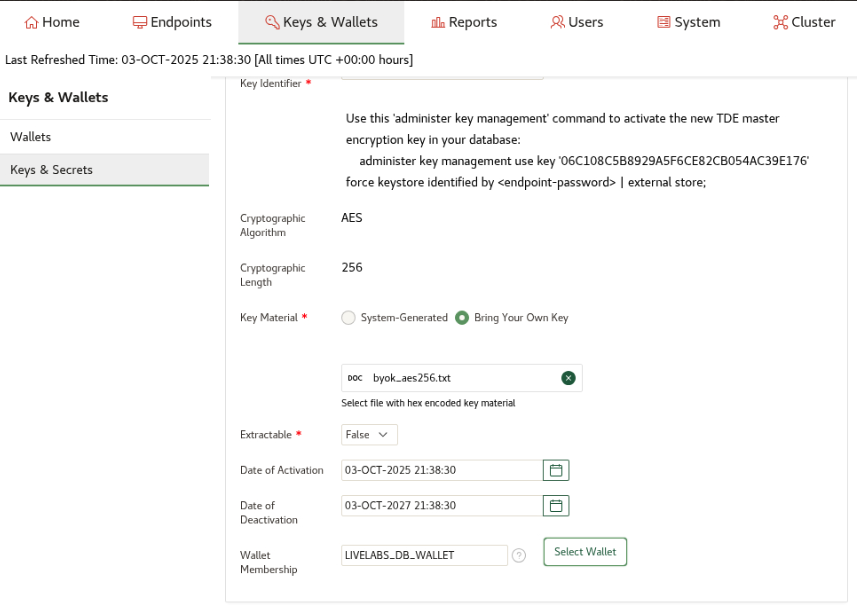 Home Endpoints Keys & Wallets Reports Users System Cluster
Last Refreshed Time: 03-OCT-2025 21:38:30 [All times UTC +00:00 hours]
Keys & Wallets
Wallets
Keys & Secrets
Key Identifier *
Use this 'administer key management' command to activate the new TDE master
encryption key in your database:
administer key management use key '06C108C5B8929A5F6CE82CB054AC39E176'
force keystore identified by <endpoint-password> | external store;
Cryptographic
Algorithm
AES
Cryptographic
Length
256
Key Material * System-Generated Bring Your Own Key
DOC byok_aes256.txt
Select file with hex encoded key material
Extractable * False
Date of Activation 03-OCT-2025 21:38:30
Date of
Deactivation
03-OCT-2027 21:38:30
Wallet
Membership
LIVELABS_DB_WALLET ? Select Wallet